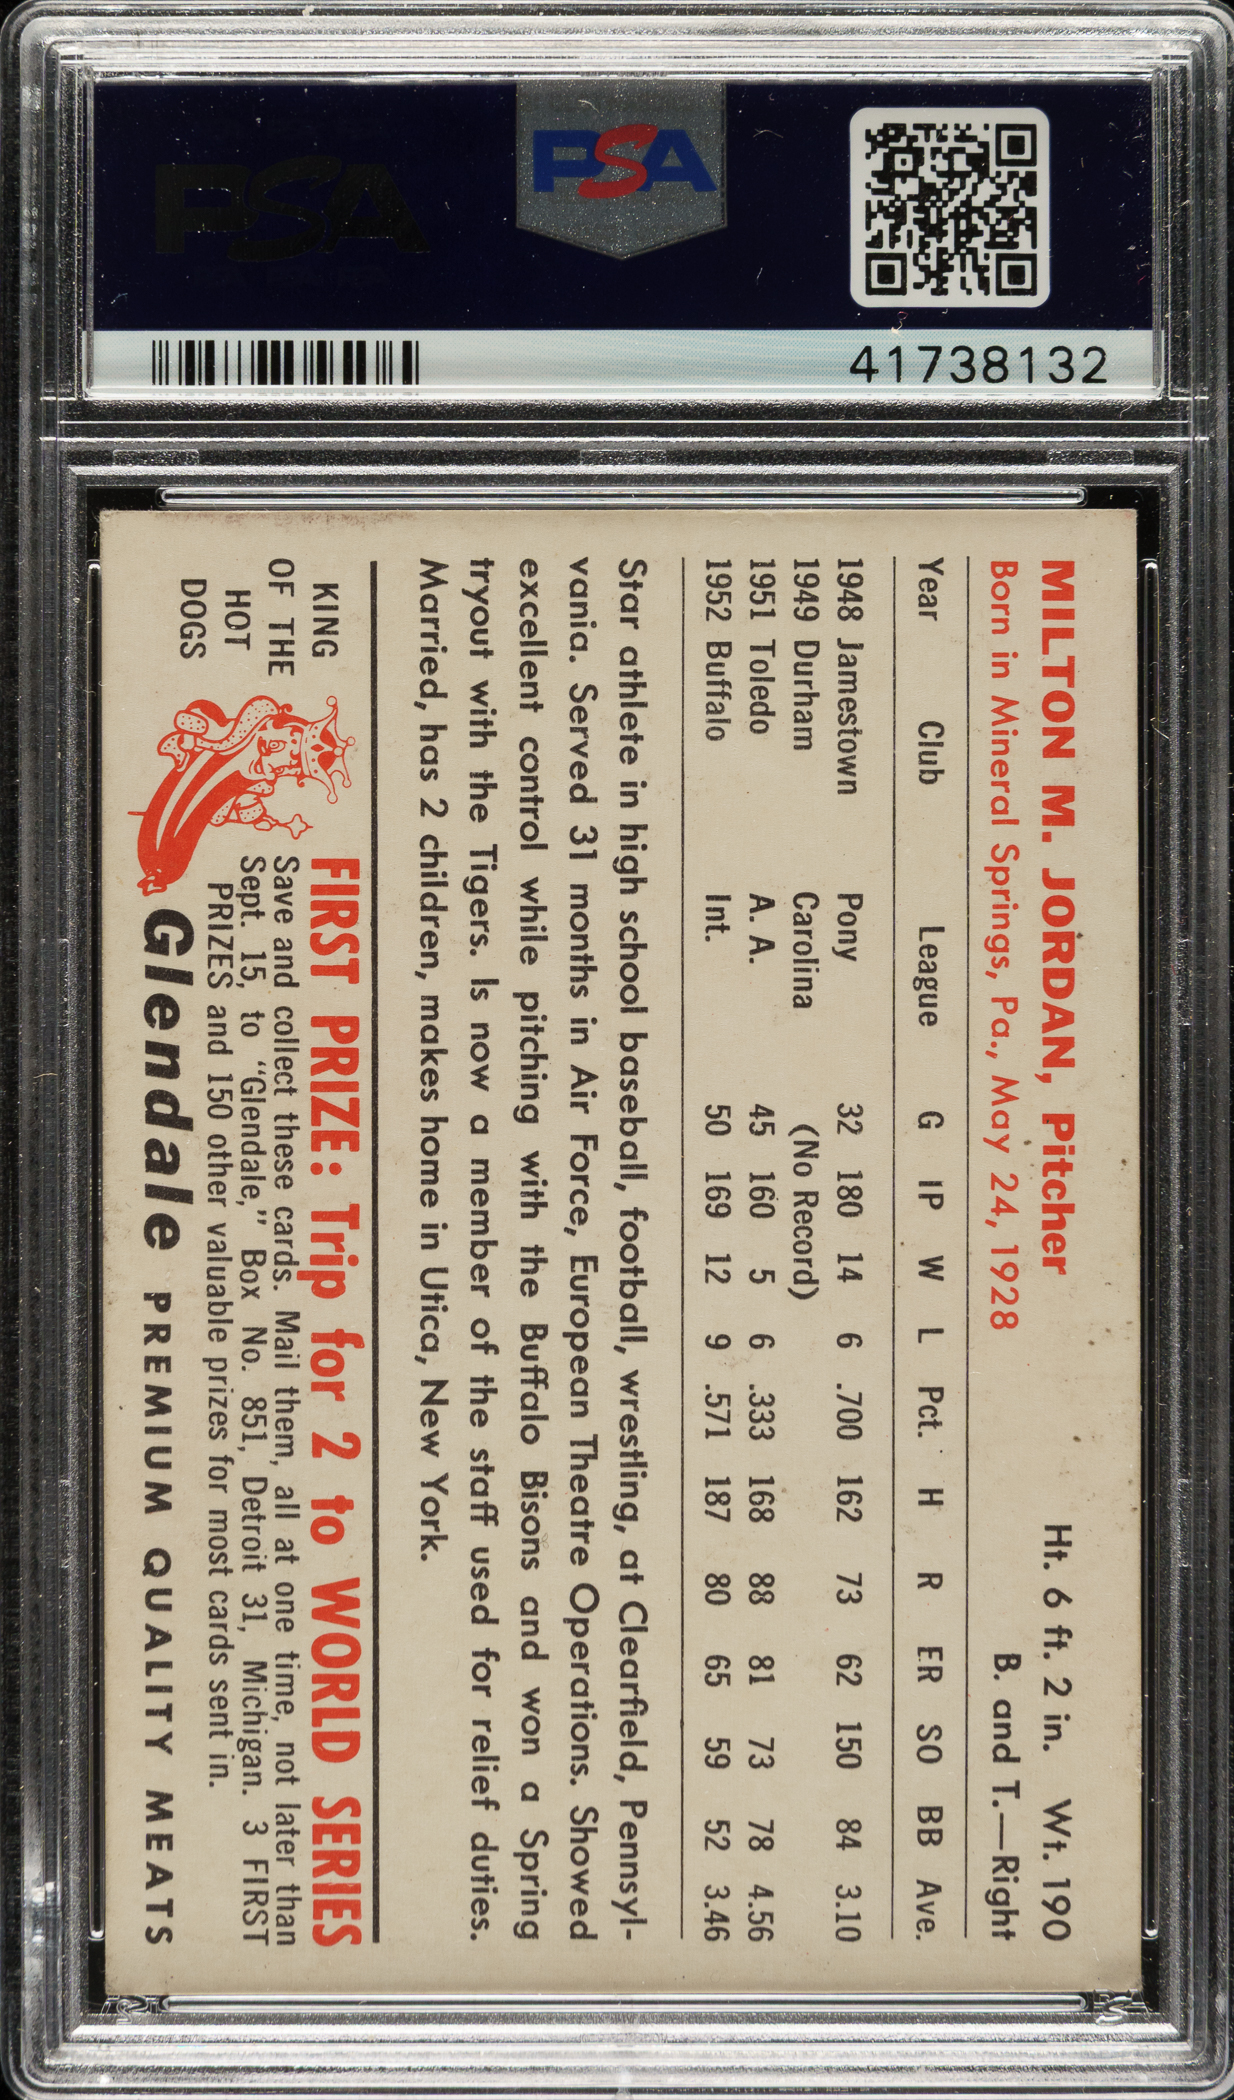 PSA
PSA
41738132
MILTON M. JORDAN, Pitcher Ht. 6 ft. 2 in. Wt. 190
Born in Mineral Springs, Pa., May 24, 1928 B. and T.—Right
Year Club League G IP W L Pct. H R ER SO BB Ave.
1948 Jamestown Pony 32 180 14 6 .700 162 73 62 150 84 3.10
1949 Durham Carolina (No Record)
1951 Toledo A. A. 45 160 5 6 .333 168 88 81 73 78 4.56
1952 Buffalo Int. 50 169 12 9 .571 187 80 65 59 52 3.46
Star athlete in high school baseball, football, wrestling, at Clearfield, Pennsyl-
vania. Served 31 months in Air Force, European Theatre Operations. Showed
excellent control while pitching with the Buffalo Bisons and won a Spring
tryout with the Tigers. Is now a member of the staff used for relief duties.
Married, has 2 children, makes home in Utica, New York.
KING
OF THE
HOT
DOGS
FIRST PRIZE: Trip for 2 to WORLD SERIES
Save and collect these cards. Mail them, all at one time, not later than
Sept. 15, to "Glendale," Box No. 851, Detroit 31, Michigan. 3 FIRST
PRIZES and 150 other valuable prizes for most cards sent in.
Glendale PREMIUM QUALITY MEATS